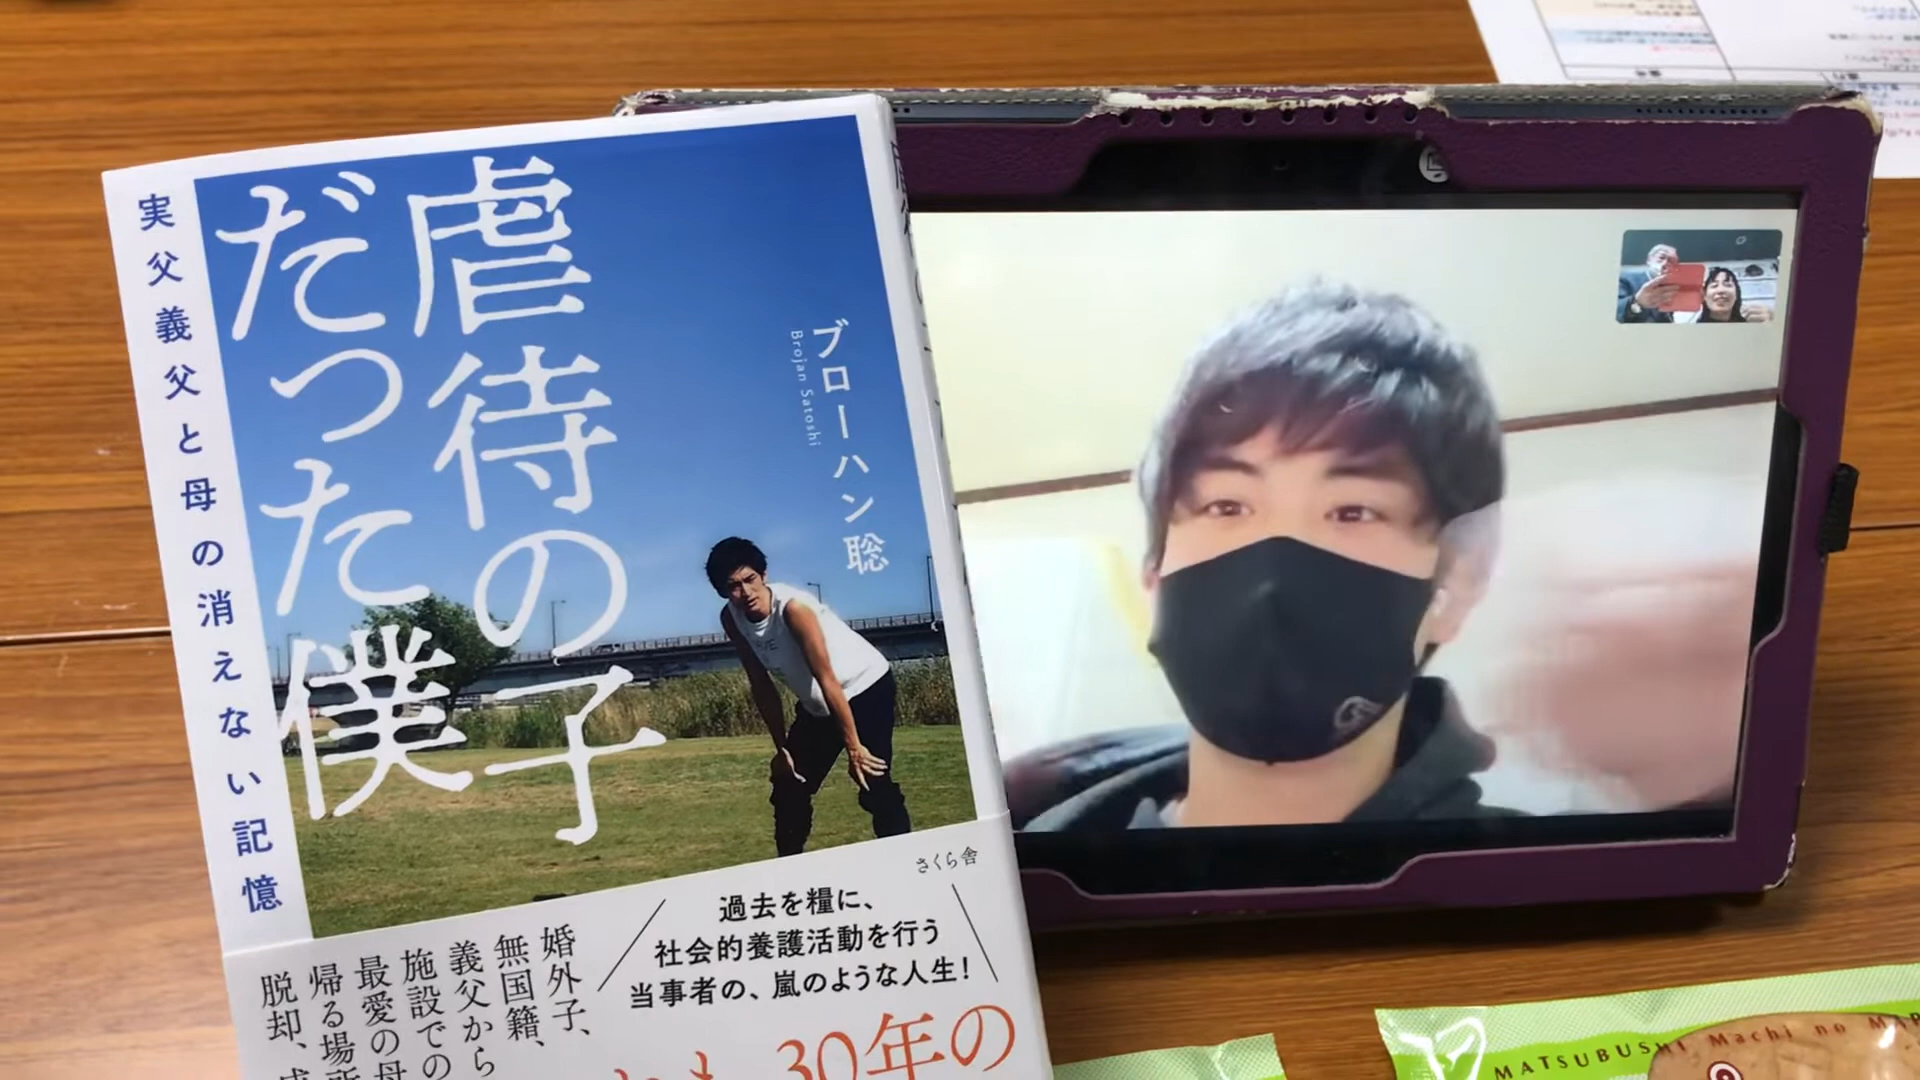 虐待の子
だった僕
実父義父と母の消えない記憶
ブローハン聡
Brojan Satoshi
さくら舎
過去を糧に、
社会的養護活動を行う
当事者の、嵐のような人生！
婚外子、
無国籍、
義父から
施設での
最愛の母
帰る場所
脱却、
30年の
MATSUBUSHI Machi no